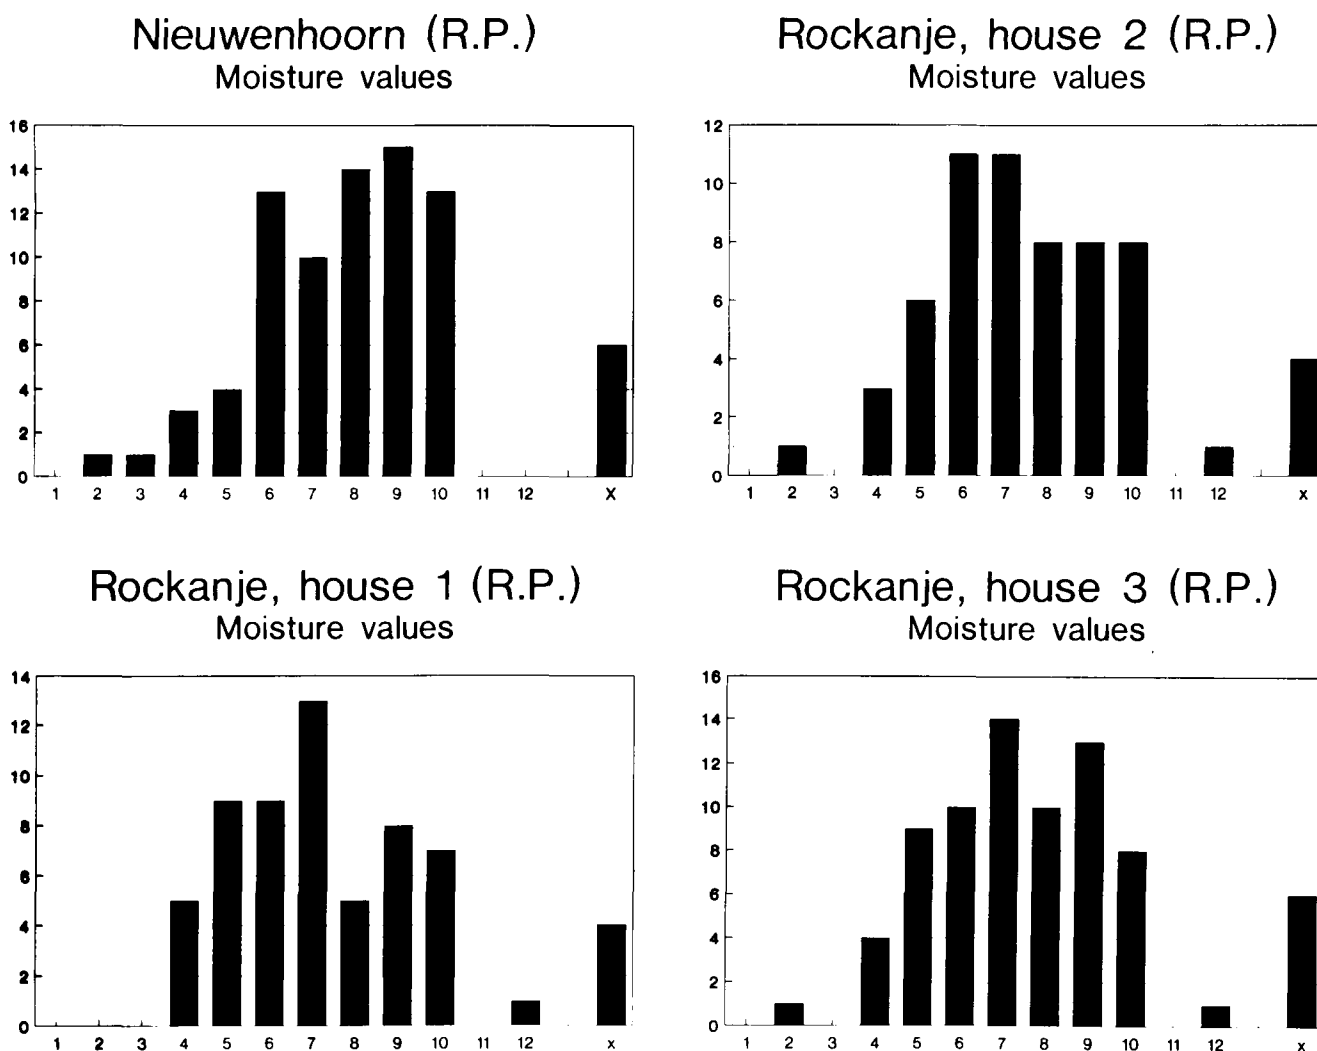 Nieuwenhoorn (R.P.)
Moisture values
16
14
12
10
8
6
4
2
0
1 2 3 4 5 6 7 8 9 10 11 12 X
Rockanje, house 2 (R.P.)
Moisture values
12
10
8
6
4
2
0
1 2 3 4 5 6 7 8 9 10 11 12 x
Rockanje, house 1 (R.P.)
Moisture values
14
12
10
8
6
4
2
0
1 2 3 4 5 6 7 8 9 10 11 12 x
Rockanje, house 3 (R.P.)
Moisture values
16
14
12
10
8
6
4
2
0
1 2 3 4 5 6 7 8 9 10 11 12 x